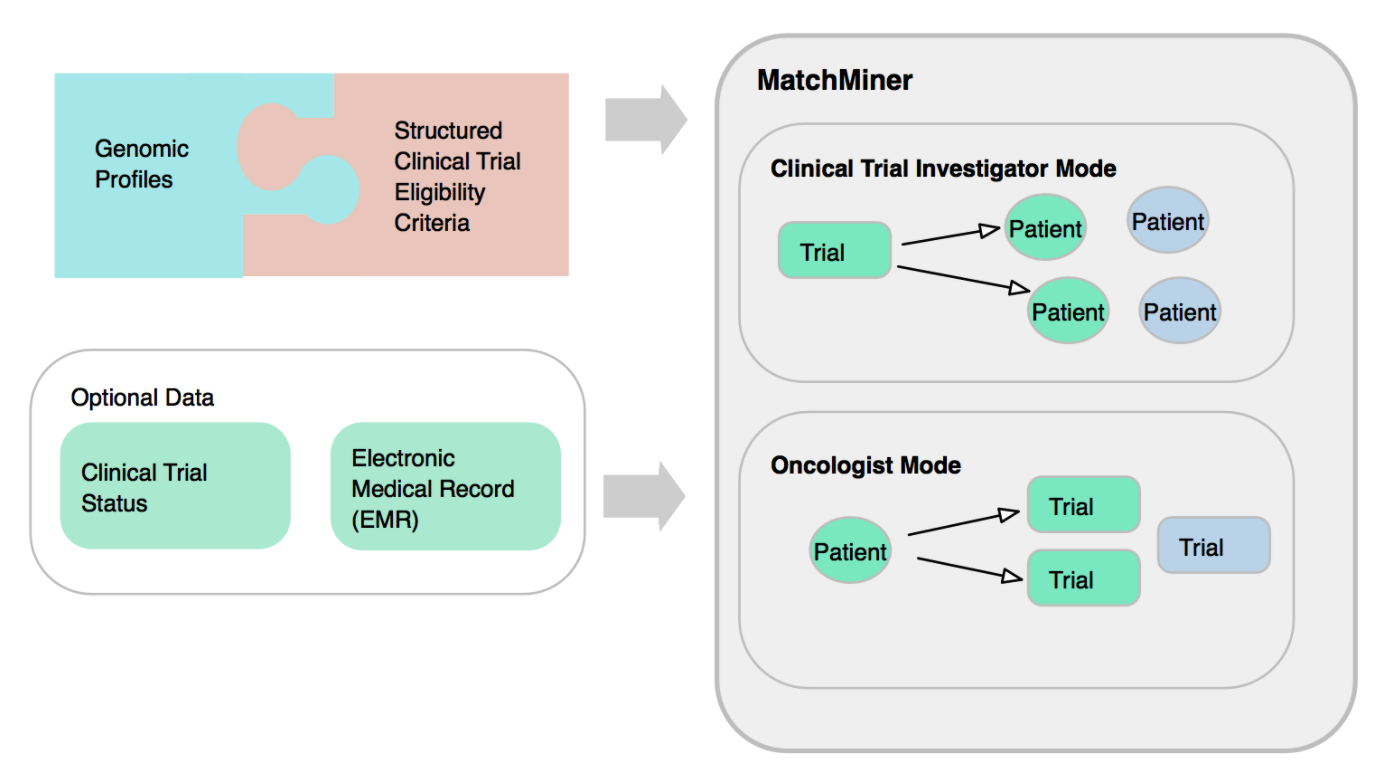 Genomic
Profiles
Structured
Clinical Trial
Eligibility
Criteria
Optional Data
Clinical Trial
Status
Electronic
Medical Record
(EMR)
MatchMiner
Clinical Trial Investigator Mode
Trial
Patient
Patient
Patient
Patient
Oncologist Mode
Patient
Trial
Trial
Trial